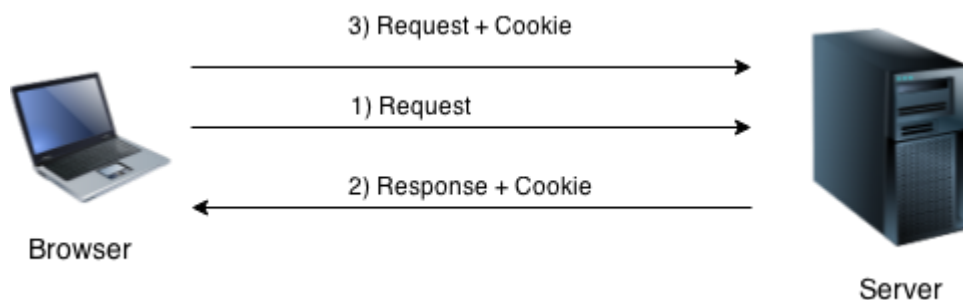 3) Request + Cookie
1) Request
2) Response + Cookie
Browser
Server